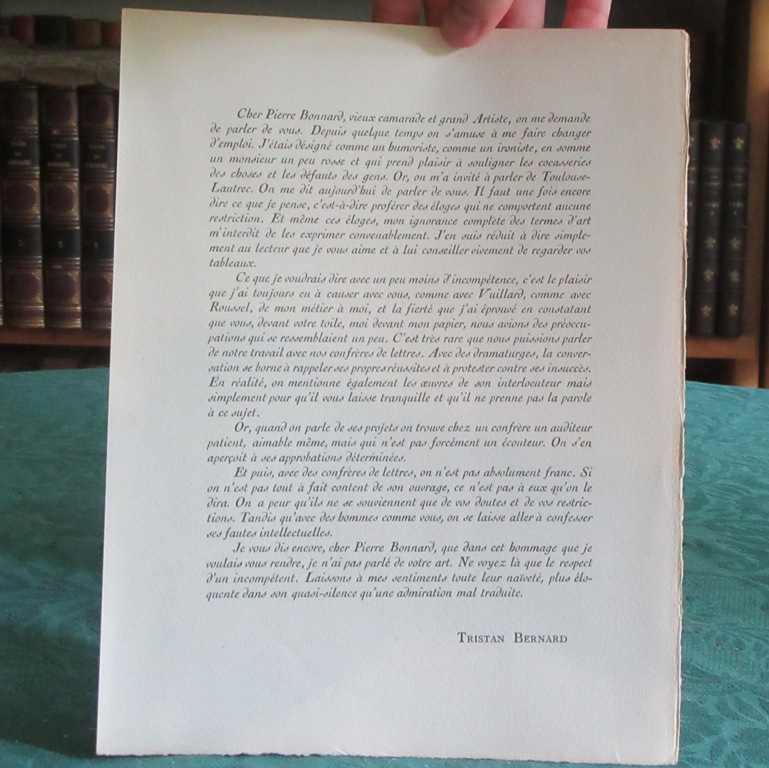 Cher Pierre Bonnard, vieux camarade et grand Artiste, on me demande
de parler de vous. Depuis quelque temps on s'amuse à me faire changer
d'emploi. J'étais désigné comme un humoriste, comme un ironiste, en somme
un monsieur un peu rosse et qui prend plaisir à souligner les cocasseries
des choses et les défauts des gens. Or, on m'a invité à parler de Toulouse-
Lautrec. On me dit aujourd'hui de parler de vous. Il faut une fois encore
dire ce que je pense, c'est-à-dire proférer des éloges qui ne comportent aucune
restriction. Et même ces éloges, mon ignorance complète des termes d'art
m'interdit de les exprimer convenablement. J'en suis réduit à dire simple-
ment au lecteur que je vous aime et à lui conseiller vivement de regarder vos
tableaux.
Ce que je voudrais dire avec un peu moins d'incompétence, c'est le plaisir
que j'ai toujours eu à causer avec vous, comme avec Vuillard, comme avec
Roussel, de mon métier à moi, et la fierté que j'ai éprouvé en constatant
que vous, devant votre toile, moi devant mon papier, nous avions des préoccu-
pations qui se ressemblaient un peu. C'est très rare que nous puissions parler
de notre travail avec nos confrères de lettres. Avec des dramaturges, la conver-
sation se borne à rappeler ses propres réussites et à protester contre ses insuccès.
En réalité, on mentionne également les œuvres de son interlocuteur mais
simplement pour qu'il vous laisse tranquille et qu'il ne prenne pas la parole
à ce sujet.
Or, quand on parle de ses projets on trouve chez un confrère un auditeur
patient, aimable même, mais qui n'est pas forcément un écouteur. On s'en
aperçoit à ses approbations déterminées.
Et puis, avec des confrères de lettres, on n'est pas absolument franc. Si
on n'est pas tout à fait content de son ouvrage, ce n'est pas à eux qu'on le
dira. On a peur qu'ils ne se souviennent que de vos doutes et de vos restric-
tions. Tandis qu'avec des hommes comme vous, on se laisse aller à confesser
ses fautes intellectuelles.
Je vous dis encore, cher Pierre Bonnard, que dans cet hommage que je
voulais vous rendre, je n'ai pas parlé de votre art. Ne voyez là que le respect
d'un incompétent. Laissons à mes sentiments toute leur naïveté, plus élo-
quente dans son quasi-silence qu'une admiration mal traduite.
TRISTAN BERNARD